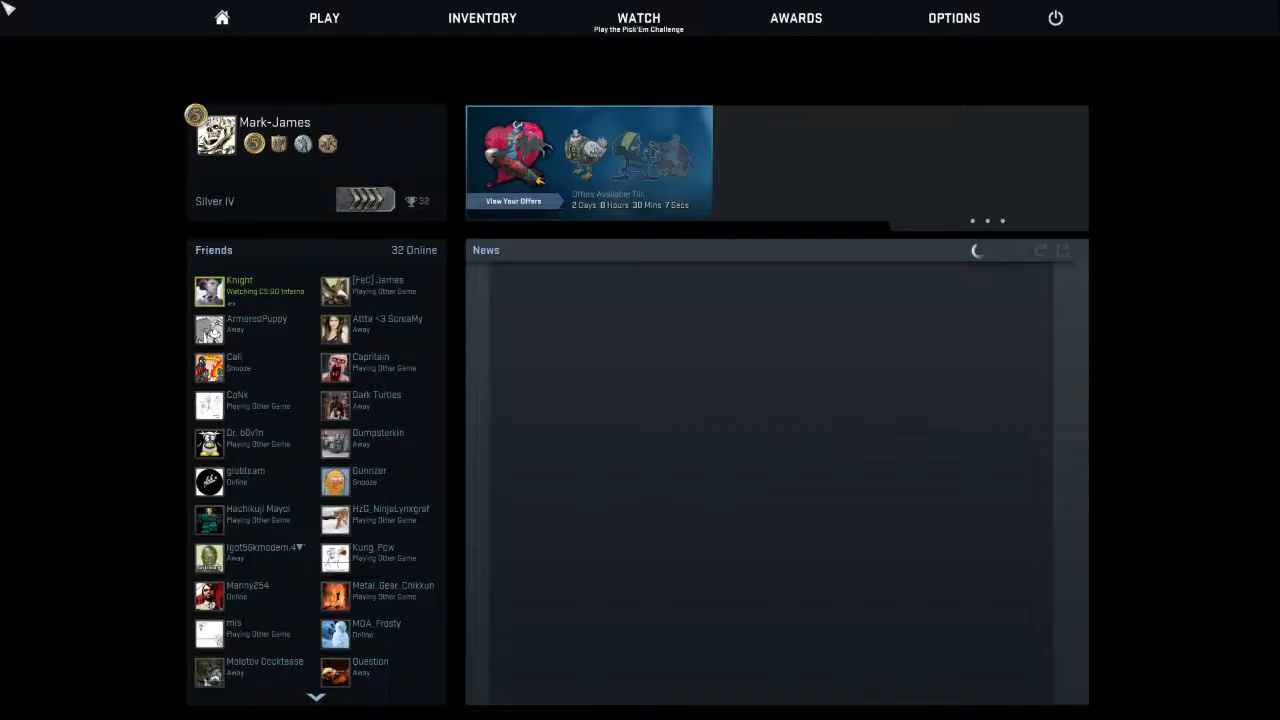 PLAY
INVENTORY
WATCH
Play the Pick'Em Challenge
AWARDS
OPTIONS
5
Mark-James
5
Silver IV
32
View Your Offers
Offers Available Til:
2 Days 8 Hours 30 Mins 7 Secs
Friends
32 Online
News
Knight
Watching CS:GO Inferno
[FeC] James
Playing Other Game
ArmoredPuppy
Away
Attta <3 ScreaMy
Away
Cali
Snooze
Capritain
Playing Other Game
CoNk
Playing Other Game
Dark Turtles
Away
Dr. b0v1n
Playing Other Game
Dumpsterkin
Away
globteam
Online
Gunnzer
Snooze
Hachikuji Mayoi
Playing Other Game
HzG_NinjaLynxgraf
Playing Other Game
Igot56kmodem.4▼'
Away
Kung_Pow
Playing Other Game
Manny254
Online
Metal_Gear_Chikkun
Playing Other Game
mis
Playing Other Game
MOA_Frosty
Online
Molotov Cocktease
Away
Question
Away